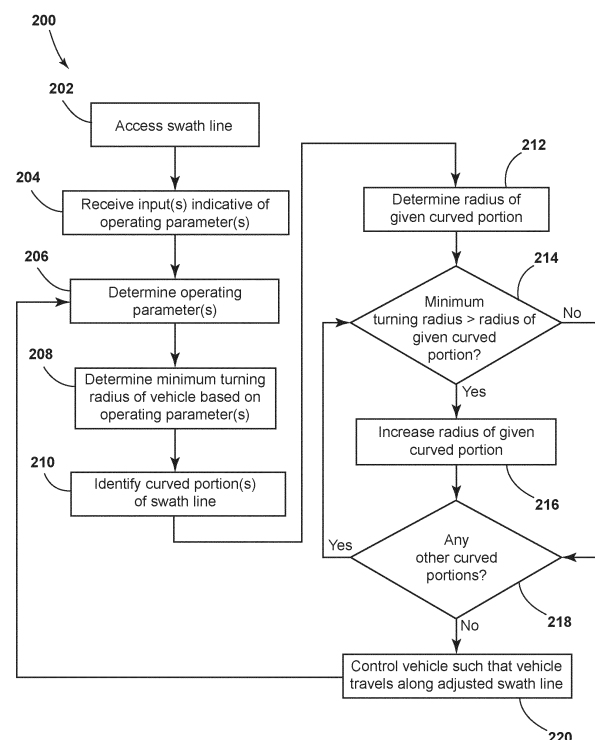 200
202
Access swath line
204
Receive input(s) indicative of
operating parameter(s)
206
Determine operating
parameter(s)
208
Determine minimum turning
radius of vehicle based on
operating parameter(s)
210
Identify curved portion(s)
of swath line
212
Determine radius of
given curved portion
214
Minimum
turning radius > radius of
given curved
portion?
No
Yes
Increase radius of given
curved portion
216
Yes
Any
other curved
portions?
218
No
Control vehicle such that vehicle
travels along adjusted swath line
220